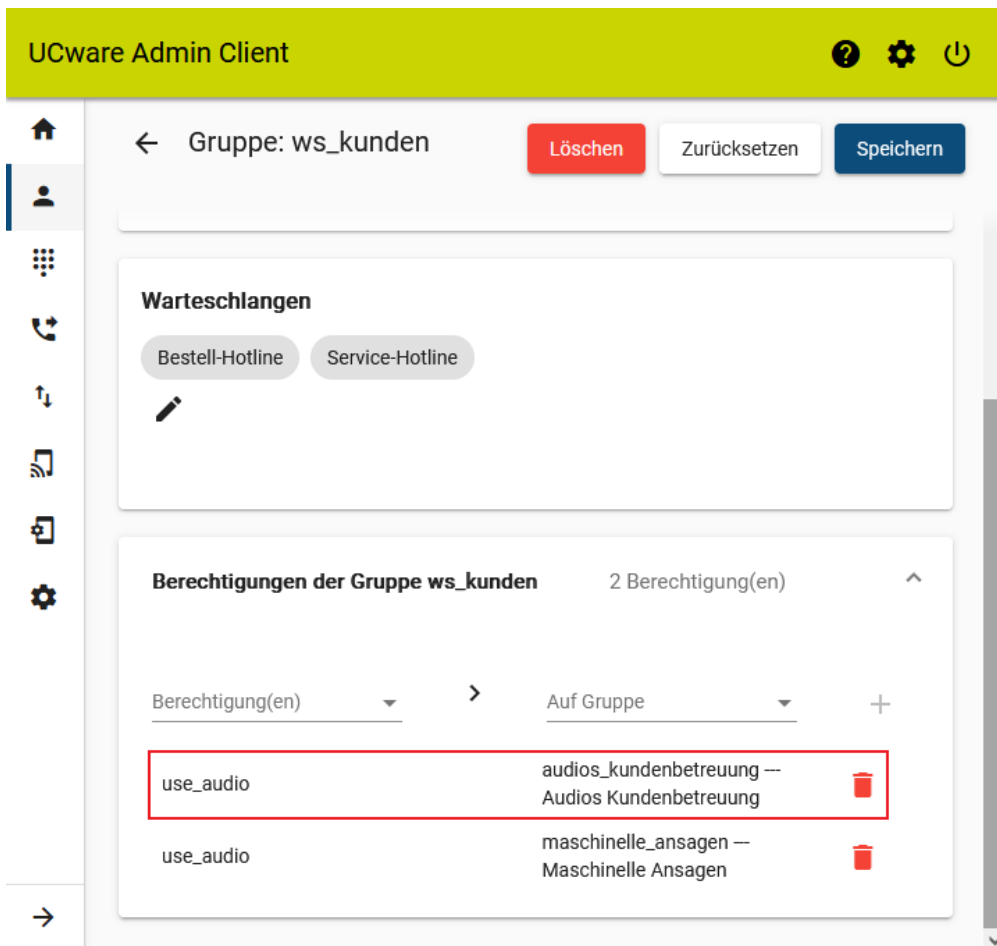 UCware Admin Client
Gruppe: ws_kunden
Löschen
Zurücksetzen
Speichern
Warteschlangen
Bestell-Hotline
Service-Hotline
Berechtigungen der Gruppe ws_kunden
2 Berechtigung(en)
Berechtigung(en)
Auf Gruppe
use_audio
audios_kundenbetreuung ---
Audios Kundenbetreuung
use_audio
maschinelle_ansagen ---
Maschinelle Ansagen